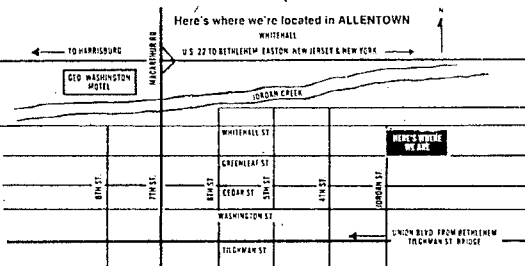 Here's where we're located in ALLENTOWN
N
WHITEHALL
TO HARRISBURG
U.S. 22 TO BETHLEHEM EASTON, NEW JERSEY & NEW YORK
MACARTHUR RD.
GEO. WASHINGTON
MOTEL
JORDAN CREEK
WHITEHALL ST
HERE'S WHERE
WE ARE
GREENLEAF ST.
8TH ST.
7TH ST.
6TH ST
CEDAR ST
5TH ST.
4TH ST.
JORDAN ST.
WASHINGTON ST
UNION BLVD. FROM BETHLEHEM
TILGHMAN ST. BRIDGE
TILGHMAN ST